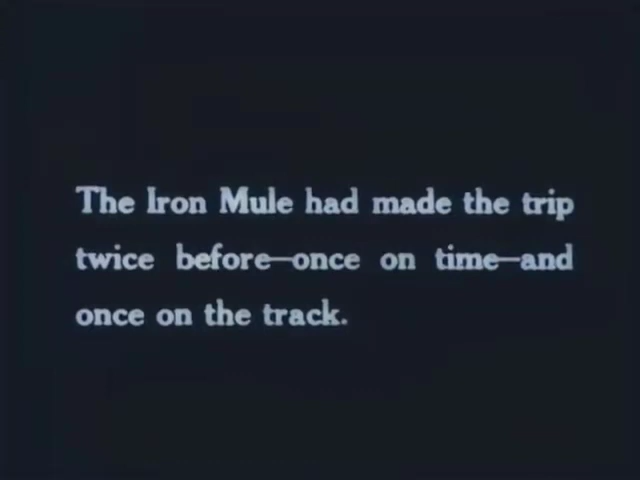 The Iron Mule had made the trip
twice before—once on time—and
once on the track.